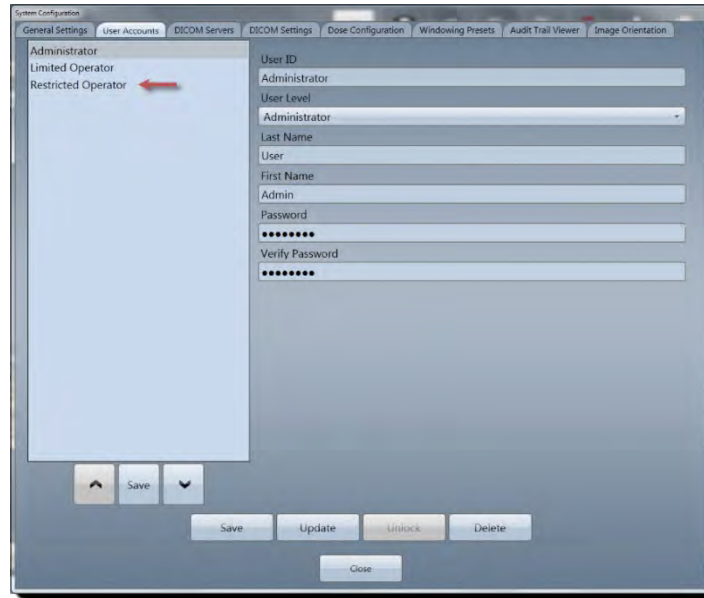 System Configuration
General Settings User Accounts DICOM Servers DICOM Settings Dose Configuration Windowing Presets Audit Trail Viewer Image Orientation
Administrator
Limited Operator
Restricted Operator
User ID
Administrator
User Level
Administrator
Last Name
User
First Name
Admin
Password
••••••••
Verify Password
••••••••
Save
Save Update Unlock Delete
Close